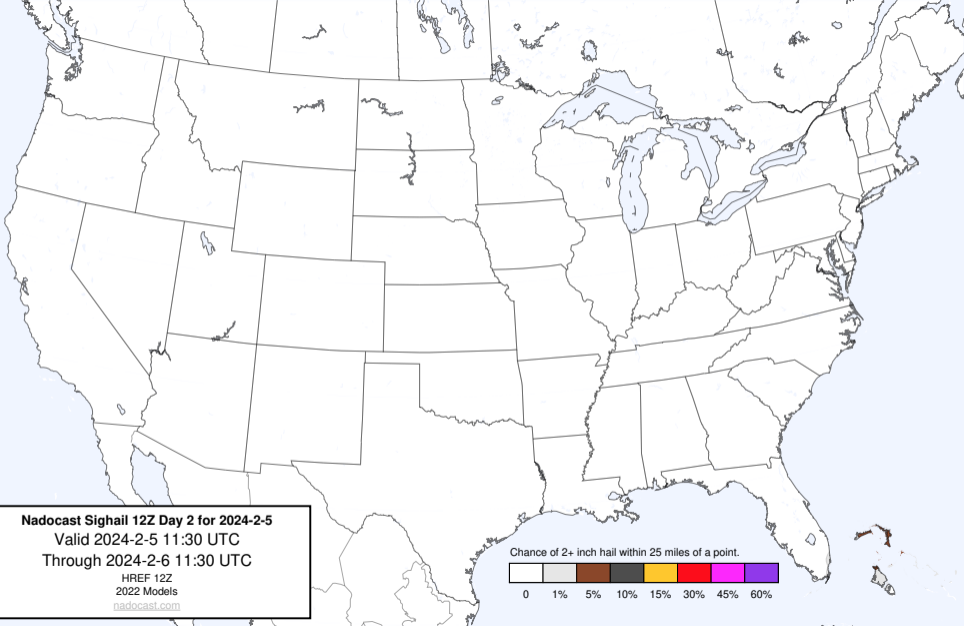 Nadocast Sighail 12Z Day 2 for 2024-2-5
Valid 2024-2-5 11:30 UTC
Through 2024-2-6 11:30 UTC
HREF 12Z
2022 Models
nadocast.com
Chance of 2+ inch hail within 25 miles of a point.
0 1% 5% 10% 15% 30% 45% 60%